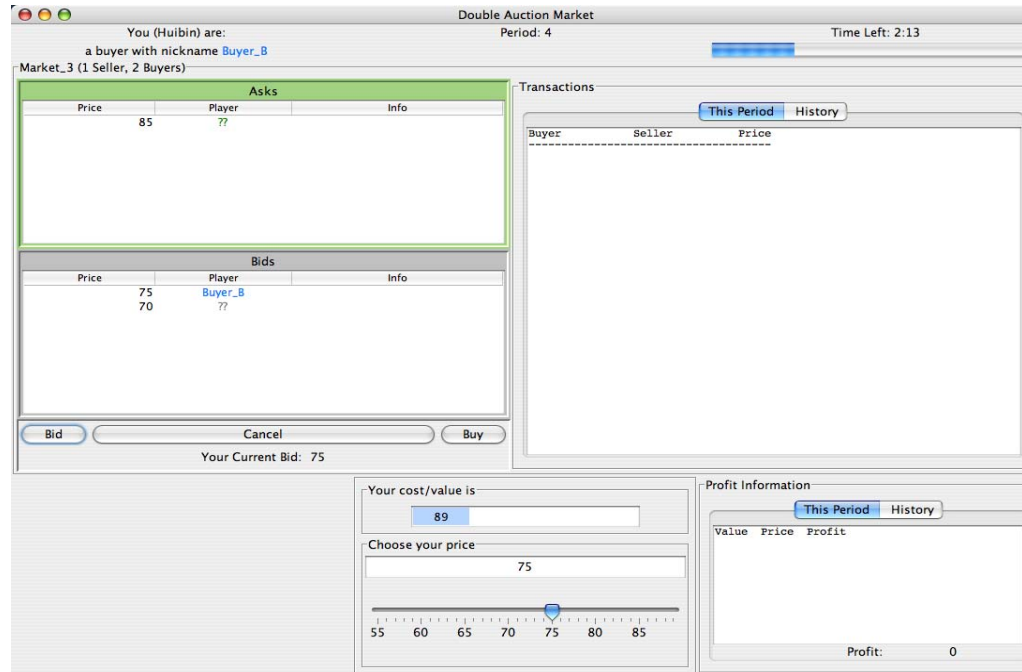 Double Auction Market
You (Huibin) are:
Period: 4
Time Left: 2:13
a buyer with nickname Buyer_B
Market_3 (1 Seller, 2 Buyers)
Asks
Price Player Info
85 ??
Bids
Price Player Info
75 Buyer_B
70 ??
Bid Cancel Buy
Your Current Bid: 75
Transactions
This Period History
Buyer Seller Price
-------------------------------------
Your cost/value is
89
Choose your price
75
55 60 65 70 75 80 85
Profit Information
This Period History
Value Price Profit
Profit: 0